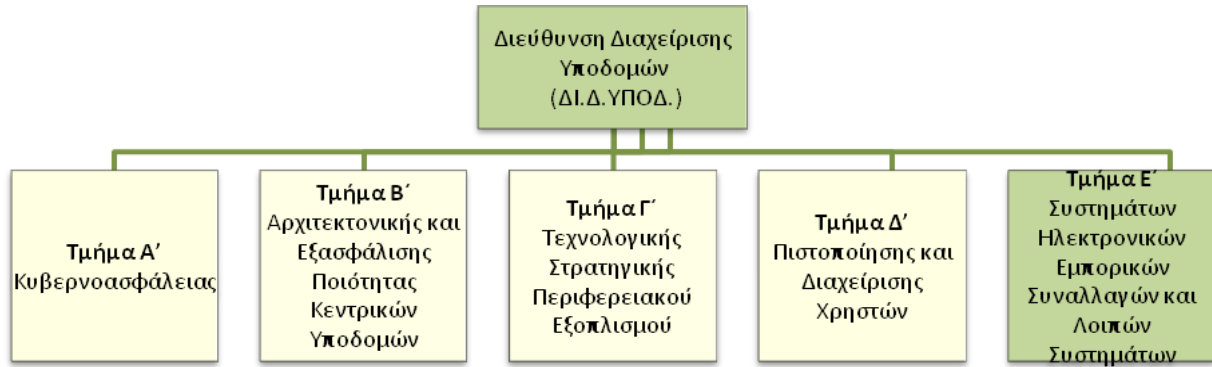 Διεύθυνση Διαχείρισης
Υποδομών
(ΔΙ.Δ.ΥΠΟΔ.)
Τμήμα Α’
Κυβερνοασφάλειας
Τμήμα Β΄
Αρχιτεκτονικής και
Εξασφάλισης
Ποιότητας
Κεντρικών
Υποδομών
Τμήμα Γ΄
Τεχνολογικής
Στρατηγικής
Περιφερειακού
Εξοπλισμού
Τμήμα Δ’
Πιστοποίησης και
Διαχείρισης
Χρηστών
Τμήμα Ε΄
Συστημάτων
Ηλεκτρονικών
Εμπορικών
Συναλλαγών και
Λοιπών
Συστημάτων